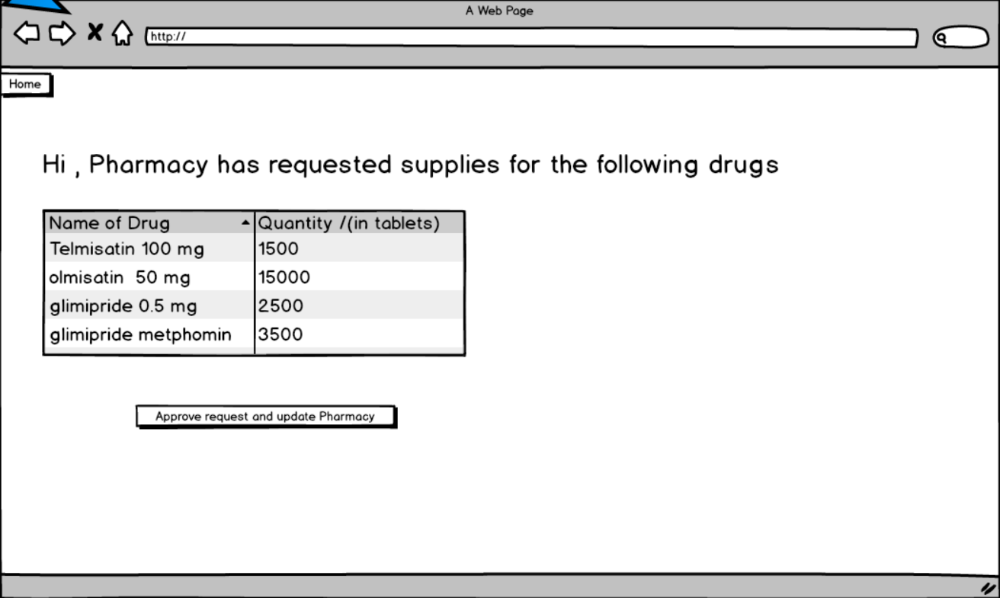 A Web Page
http://
Home
Hi , Pharmacy has requested supplies for the following drugs
Name of Drug Quantity /(in tablets)
Telmisatin 100 mg 1500
olmisatin 50 mg 15000
glimipride 0.5 mg 2500
glimipride metphomin 3500
Approve request and update Pharmacy